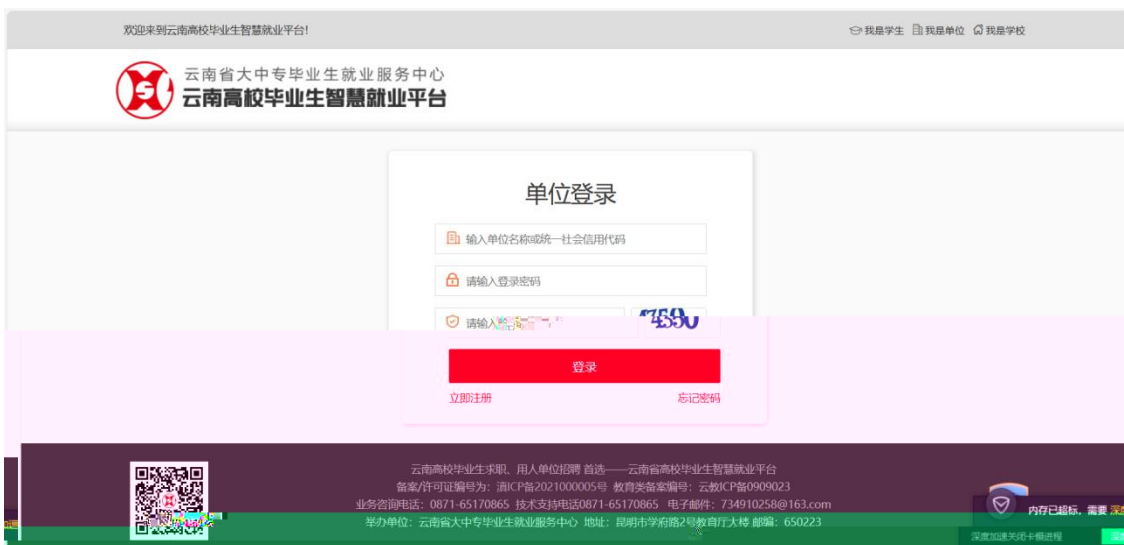 欢迎来到云南高校毕业生智慧就业平台！
我是学生 我是单位 我是学校
云南省大中专毕业生就业服务中心
云南高校毕业生智慧就业平台
单位登录
输入单位名称或统一社会信用代码
请输入登录密码
请输入
登录
立即注册 忘记密码
云南高校毕业生求职、用人单位招聘 首选——云南省高校毕业生智慧就业平台
备案/许可证编号为：滇ICP备2021000005号 教育类备案编号：云教ICP备0909023
业务咨询电话：0871-65170865 技术支持电话0871-65170865 电子邮件：734910258@163.com
举办单位：云南省大中专毕业生就业服务中心 地址：昆明市学府路2号教育厅大楼 邮编：650223
内存已超标，需要
深度加速关闭卡慢进程